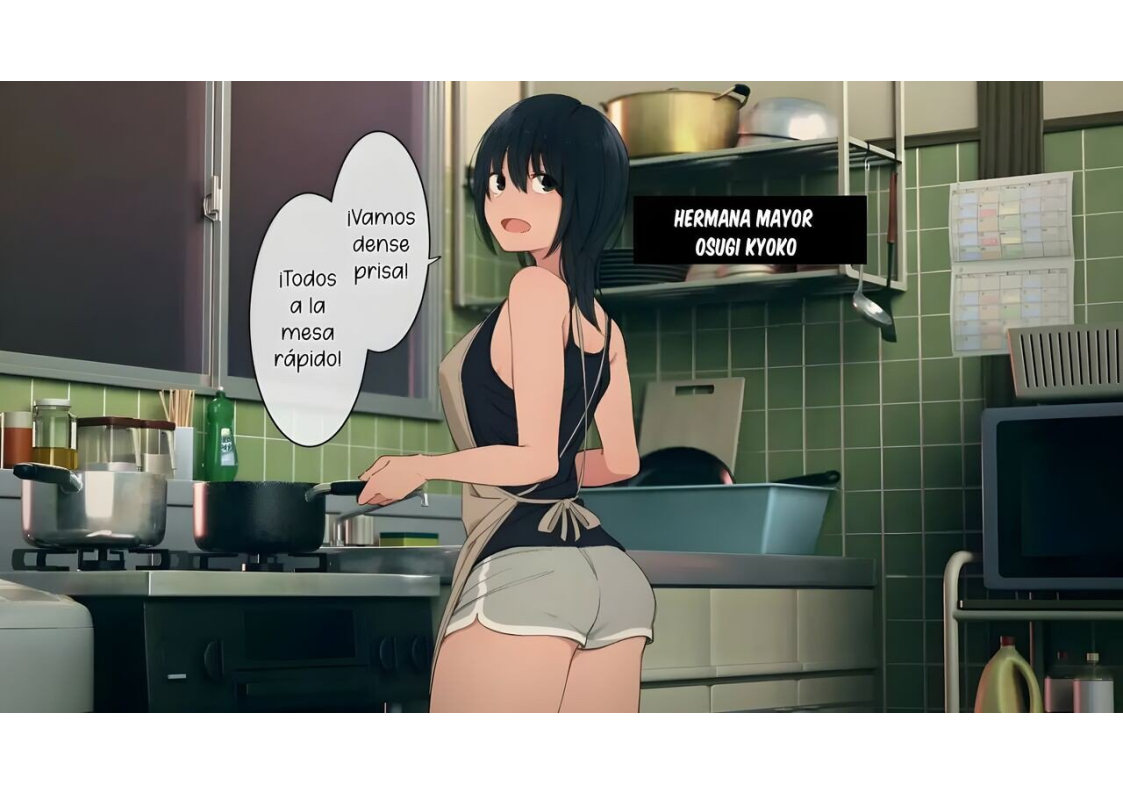 ¡Vamos
dense
prisa!
¡Todos
a la
mesa
rápido!
HERMANA MAYOR
OSUGI KYOKO